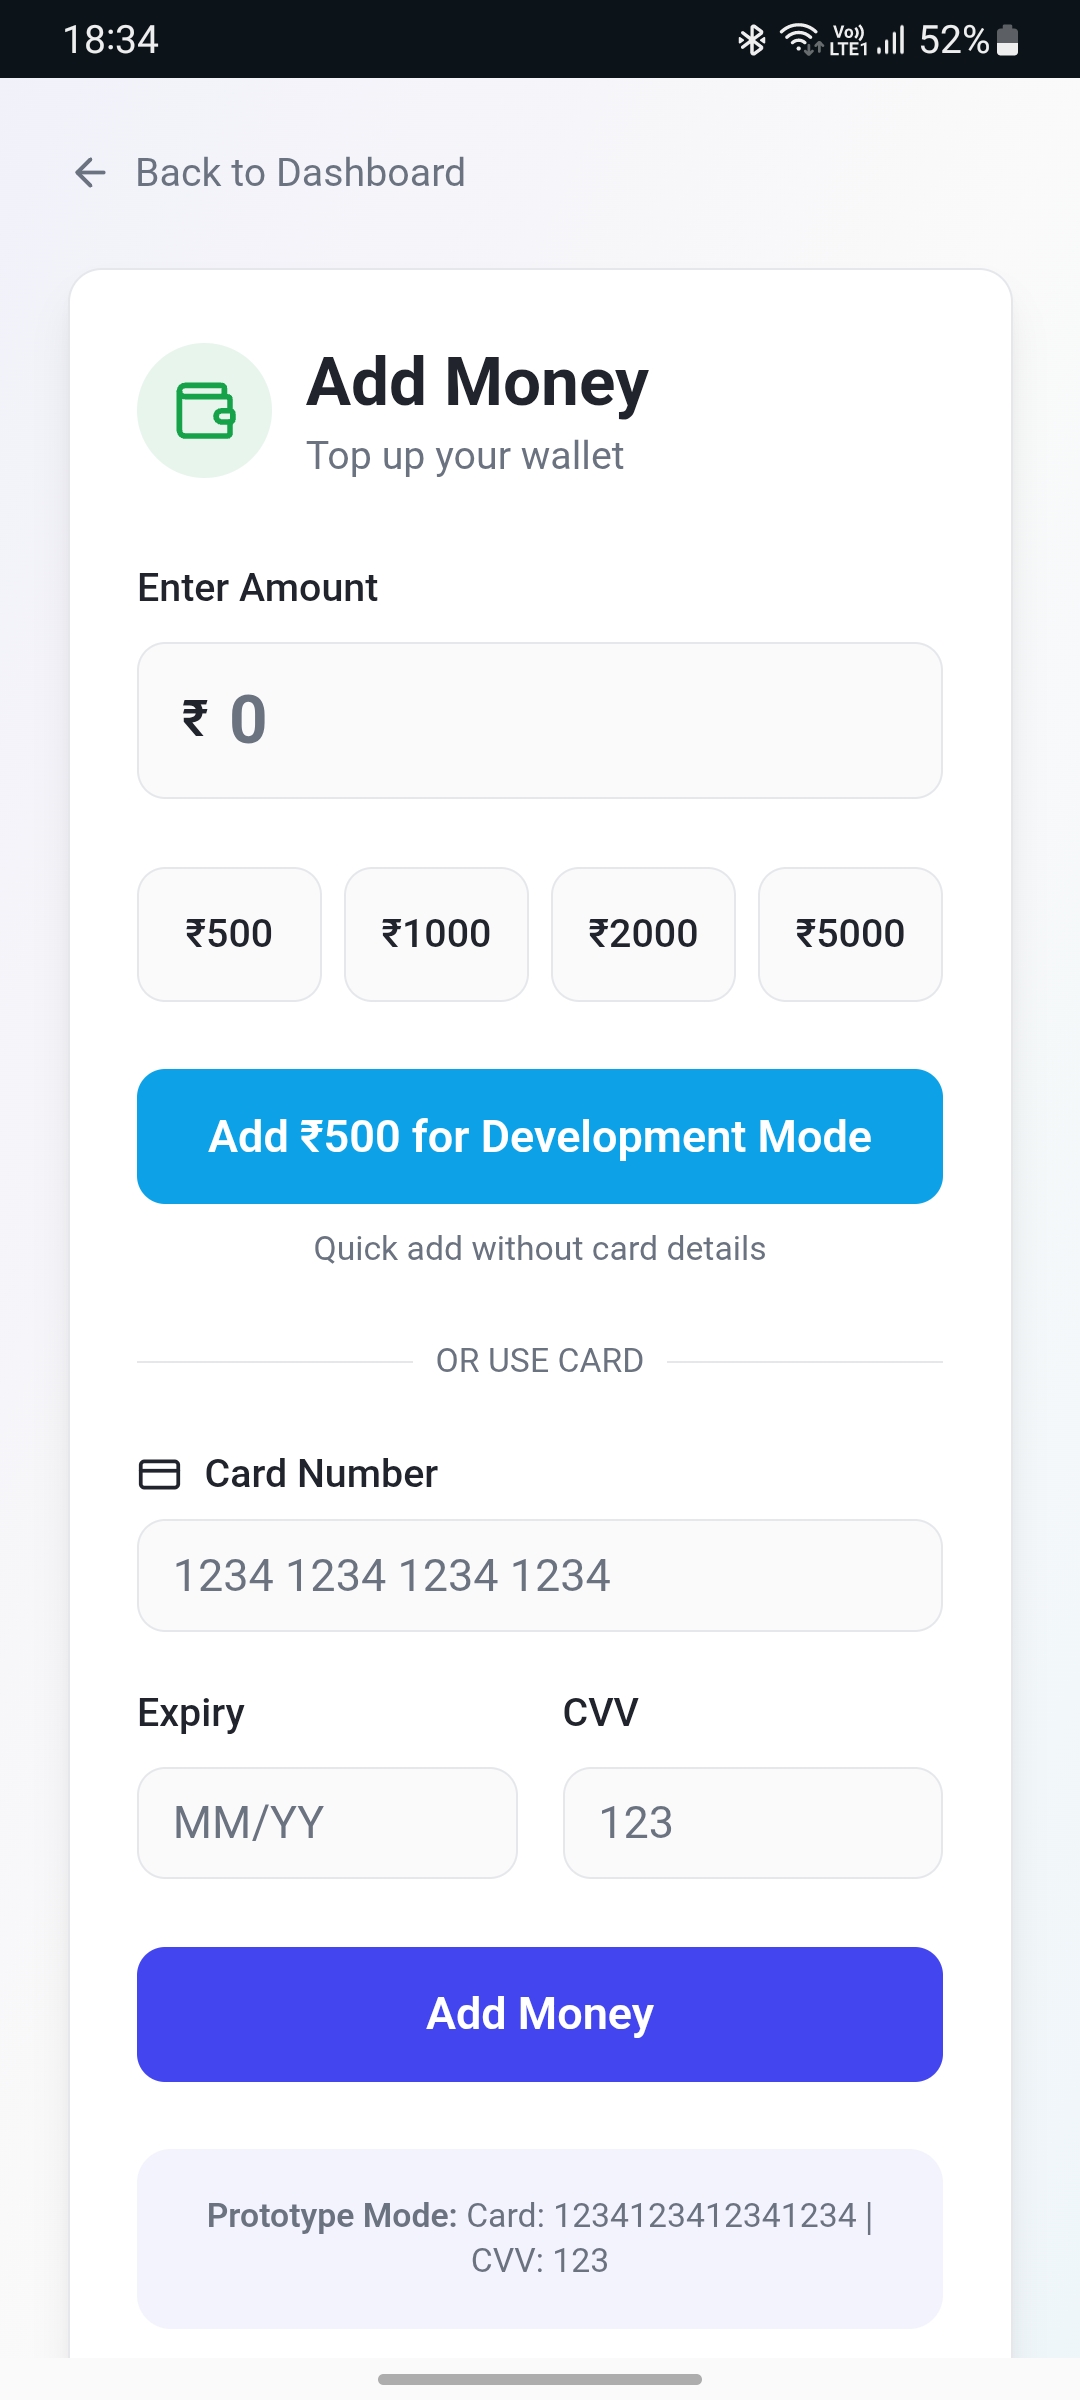 18:34
Vo)) LTE1 52%
Back to Dashboard
Add Money
Top up your wallet
Enter Amount
₹ 0
₹500 ₹1000 ₹2000 ₹5000
Add ₹500 for Development Mode
Quick add without card details
OR USE CARD
Card Number
1234 1234 1234 1234
Expiry CVV
MM/YY 123
Add Money
Prototype Mode: Card: 1234123412341234 |
CVV: 123